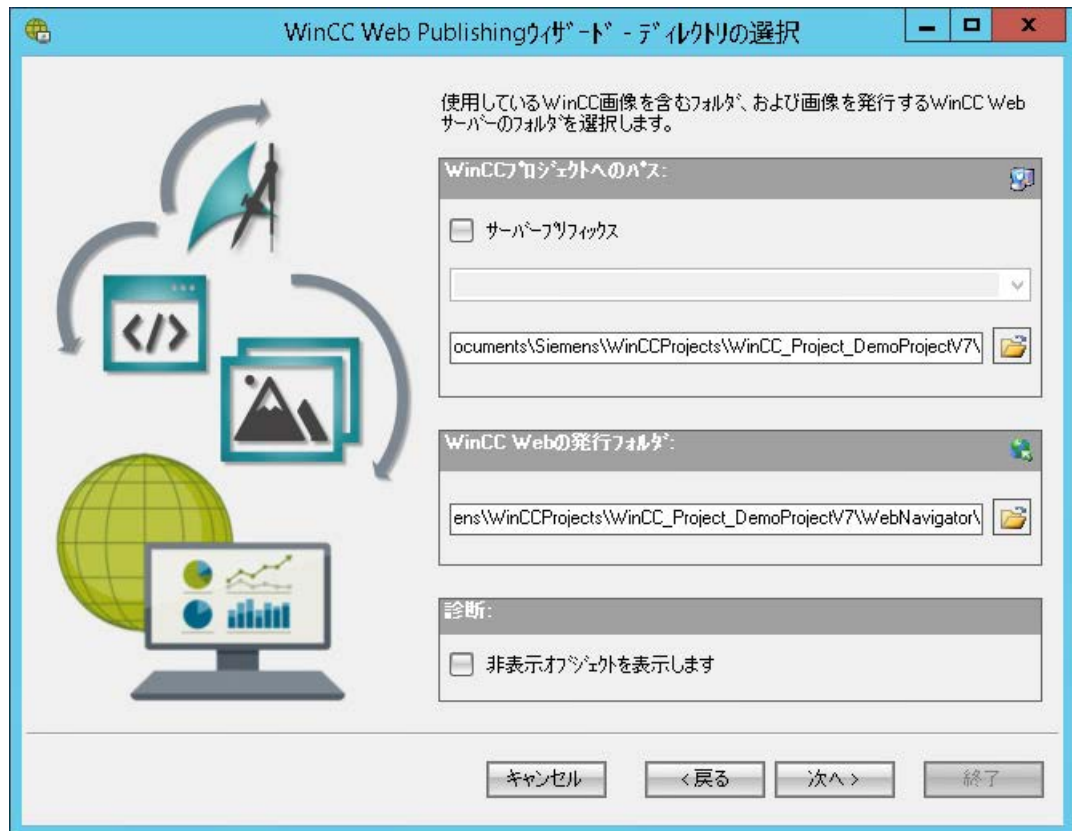 WinCC Web Publishingウィザード - ディレクトリの選択
使用しているWinCC画像を含むフォルダ、および画像を発行するWinCC Web
サーバーのフォルダを選択します。
WinCCプロジェクトへのパス:
サーバープリフィックス
ocuments\Siemens\WinCCProjects\WinCC_Project_DemoProjectV7\
WinCC Webの発行フォルダ:
ens\WinCCProjects\WinCC_Project_DemoProjectV7\WebNavigator\
診断:
非表示オブジェクトを表示します
キャンセル
<戻る
次へ>
終了